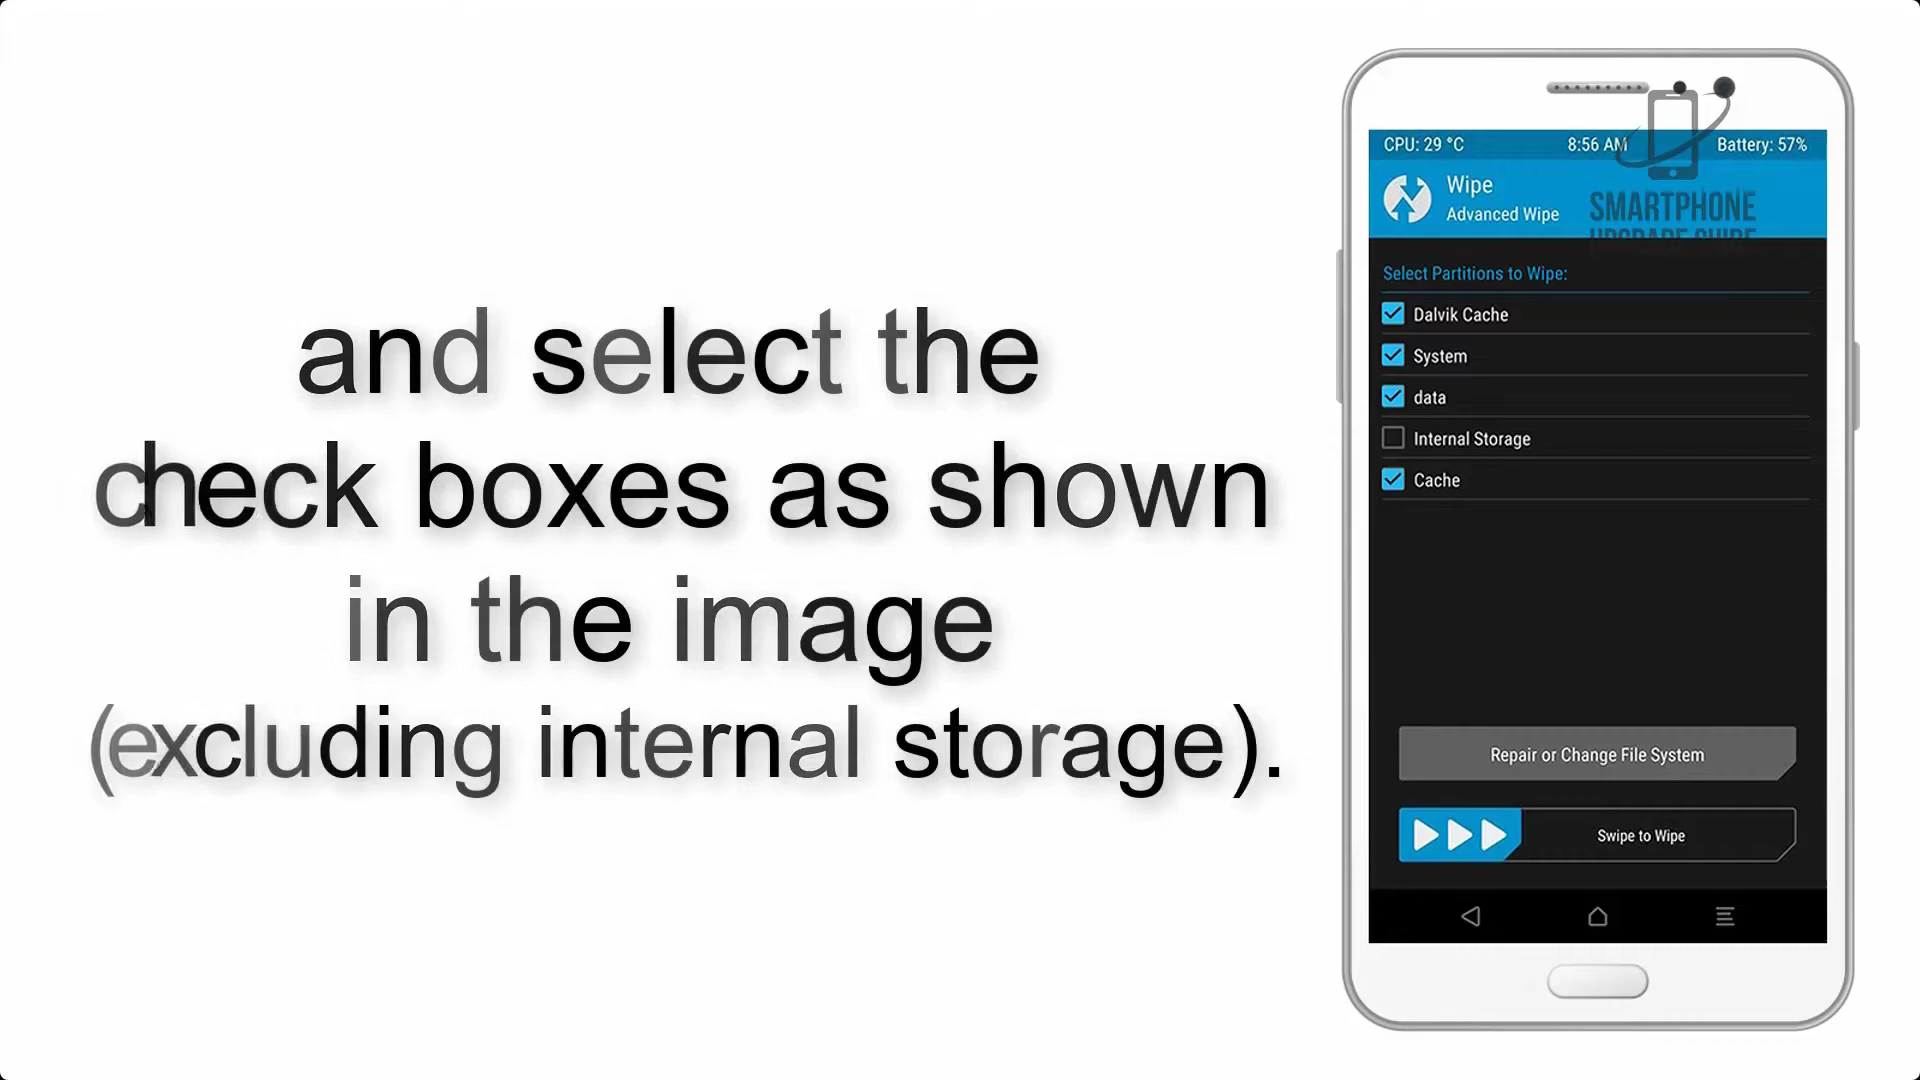 and select the
check boxes as shown
in the image
(excluding internal storage).
CPU: 29 °C 8:56 AM Battery: 57%
Wipe
Advanced Wipe
SMARTPHONE
UPGRADE GUIDE
Select Partitions to Wipe:
Dalvik Cache
System
data
Internal Storage
Cache
Repair or Change File System
Swipe to Wipe